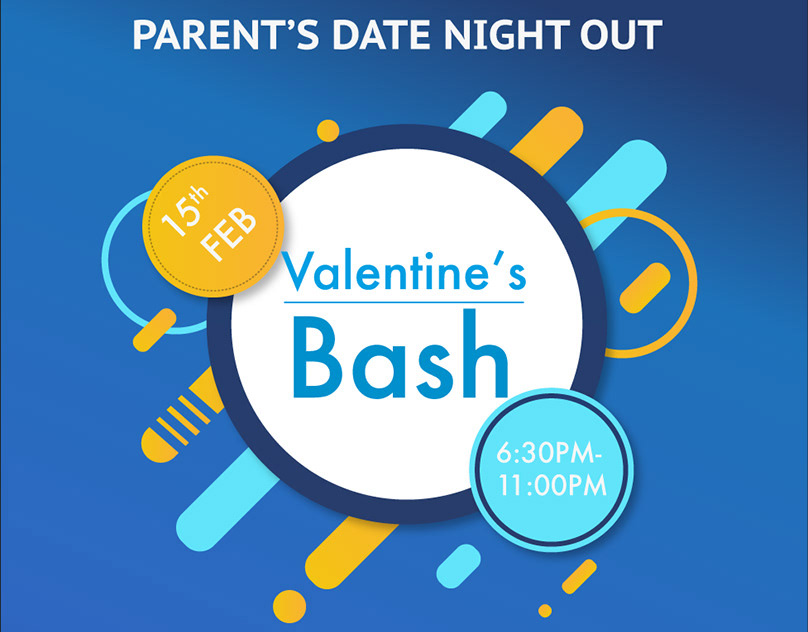 PARENT’S DATE NIGHT OUT
15th
FEB
Valentine’s
Bash
6:30PM-
11:00PM